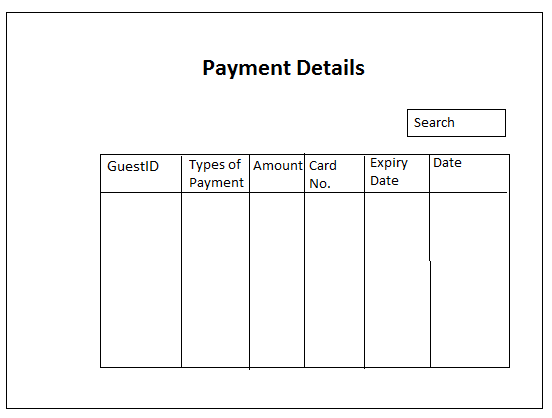 Payment Details
Search
GuestID
Types of
Payment
Amount
Card
No.
Expiry
Date
Date